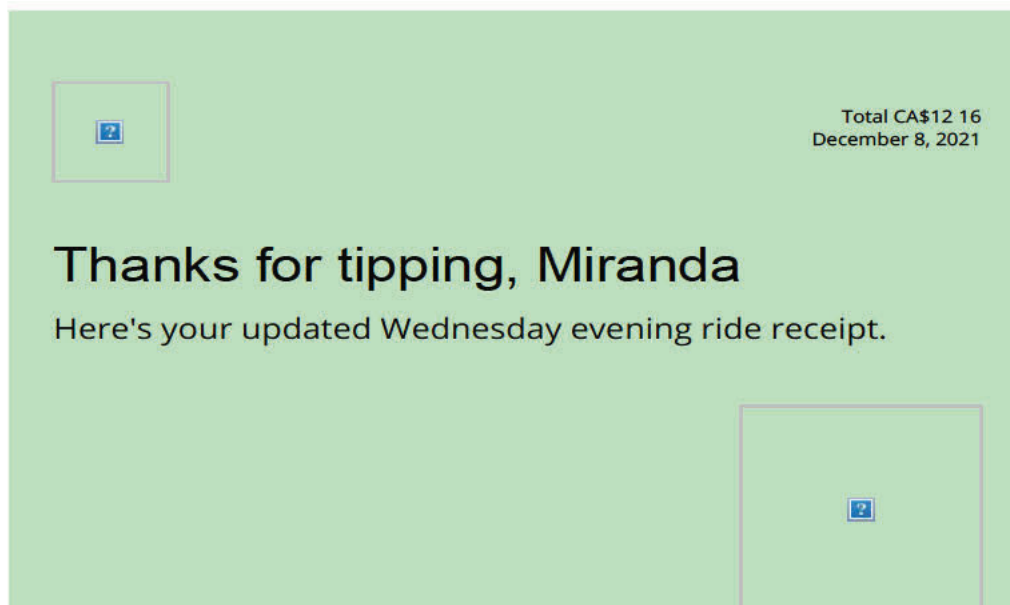 Total CA$12 16
December 8, 2021
Thanks for tipping, Miranda
Here's your updated Wednesday evening ride receipt.